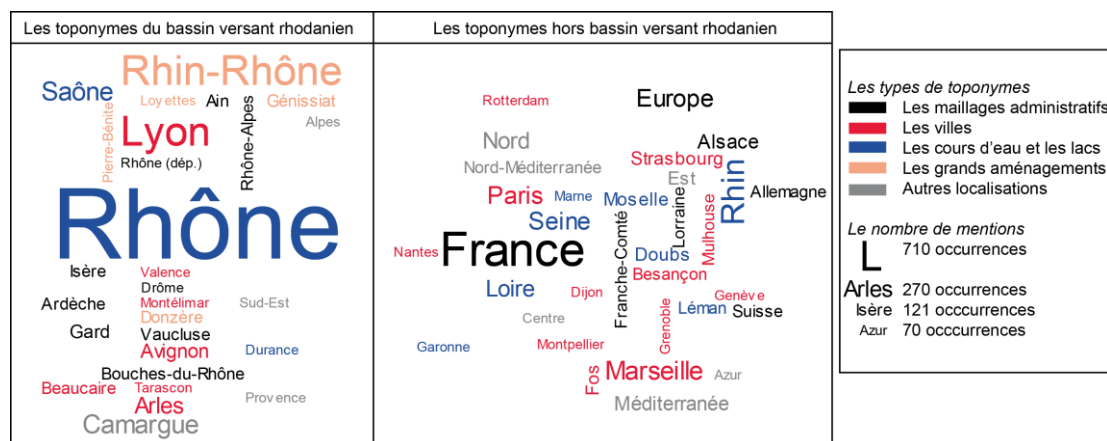 Les toponymes du bassin versant rhodanien
Rhin-Rhône
Saône
Loyettes
Ain
Génissiat
Pierre-Bénite
Lyon
Rhône-Alpes
Alpes
Rhône (dép.)
Rhône
Isère
Valence
Drôme
Ardèche
Montélimar
Sud-Est
Donzère
Gard
Vaucluse
Avignon
Durance
Bouches-du-Rhône
Beaucaire
Tarascon
Provence
Arles
Camargue
Les toponymes hors bassin versant rhodanien
Rotterdam
Europe
Nord
Alsace
Nord-Méditerranée
Strasbourg
Est
Rhin
Paris
Marne
Moselle
Allemagne
Seine
Lorraine
Mulhouse
Nantes
France
Franche-Comté
Doubs
Besançon
Loire
Dijon
Genève
Léman
Suisse
Centre
Grenoble
Garonne
Montpellier
Fos
Marseille
Azur
Méditerranée
Les types de toponymes
Les maillages administratifs
Les villes
Les cours d'eau et les lacs
Les grands aménagements
Autres localisations
Le nombre de mentions
L 710 occurrences
Arles 270 occurrences
Isère 121 occcurrences
Azur 70 occcurrences